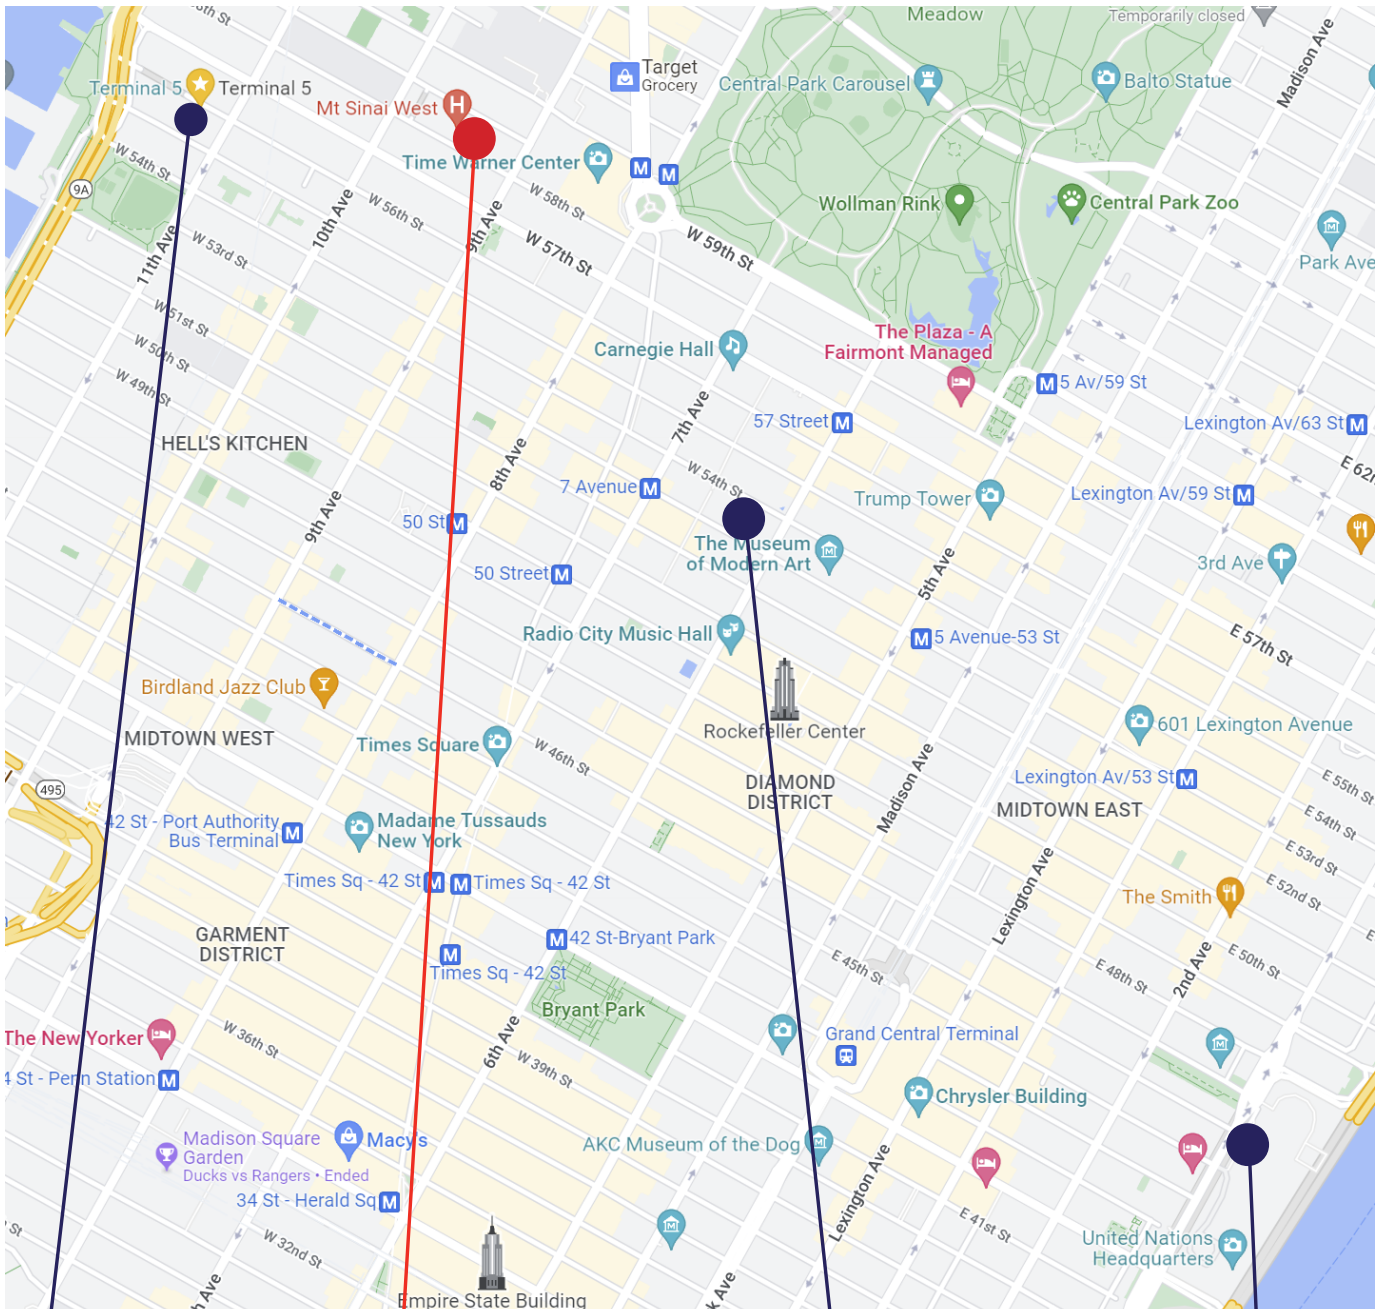 Meadow
Temporarily closed
Madison Ave
Target
Grocery
Terminal 5
Terminal 5
Mt Sinai West
H
Central Park Carousel
Balto Statue
Time Warner Center
M
M
W 54th St
9A
10th Ave
W 56th St
9th Ave
W 58th St
W 57th St
W 59th St
Wollman Rink
Central Park Zoo
Park Ave
11th Ave
W 53rd St
W 51st St
W 50th St
W 49th St
Carnegie Hall
The Plaza - A
Fairmont Managed
M 5 Av/59 St
HELL'S KITCHEN
7th Ave
57 Street M
Lexington Av/63 St M
8th Ave
W 54th St
7 Avenue M
Trump Tower
Lexington Av/59 St M
9th Ave
50 St M
The Museum
of Modern Art
50 Street M
5th Ave
3rd Ave
Radio City Music Hall
M 5 Avenue-53 St
E 57th St
Birdland Jazz Club
Rockefeller Center
601 Lexington Avenue
MIDTOWN WEST
Times Square
W 46th St
DIAMOND
DISTRICT
Madison Ave
Lexington Av/53 St M
E 55th St
495
MIDTOWN EAST
E 54th St
42 St - Port Authority
Bus Terminal M
Madame Tussauds
New York
E 53rd St
Times Sq - 42 St M
M Times Sq - 42 St
Lexington Ave
The Smith
E 52nd St
GARMENT
DISTRICT
M 42 St-Bryant Park
M
Times Sq - 42 St
E 45th St
E 48th St
2nd Ave
E 50th St
Bryant Park
The New Yorker
W 36th St
6th Ave
W 39th St
Grand Central Terminal
4 St - Penn Station M
Chrysler Building
Madison Square
Garden
Ducks vs Rangers • Ended
Macy's
AKC Museum of the Dog
34 St - Herald Sq M
Lexington Ave
E 41st St
W 32nd St
United Nations
Headquarters
Empire State Building